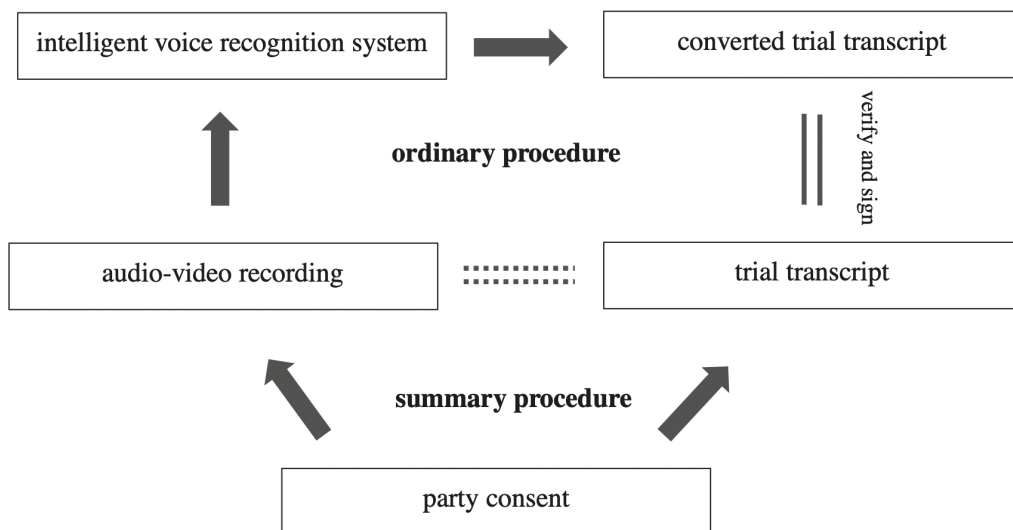 intelligent voice recognition system
converted trial transcript
verify and sign
ordinary procedure
audio-video recording
trial transcript
summary procedure
party consent